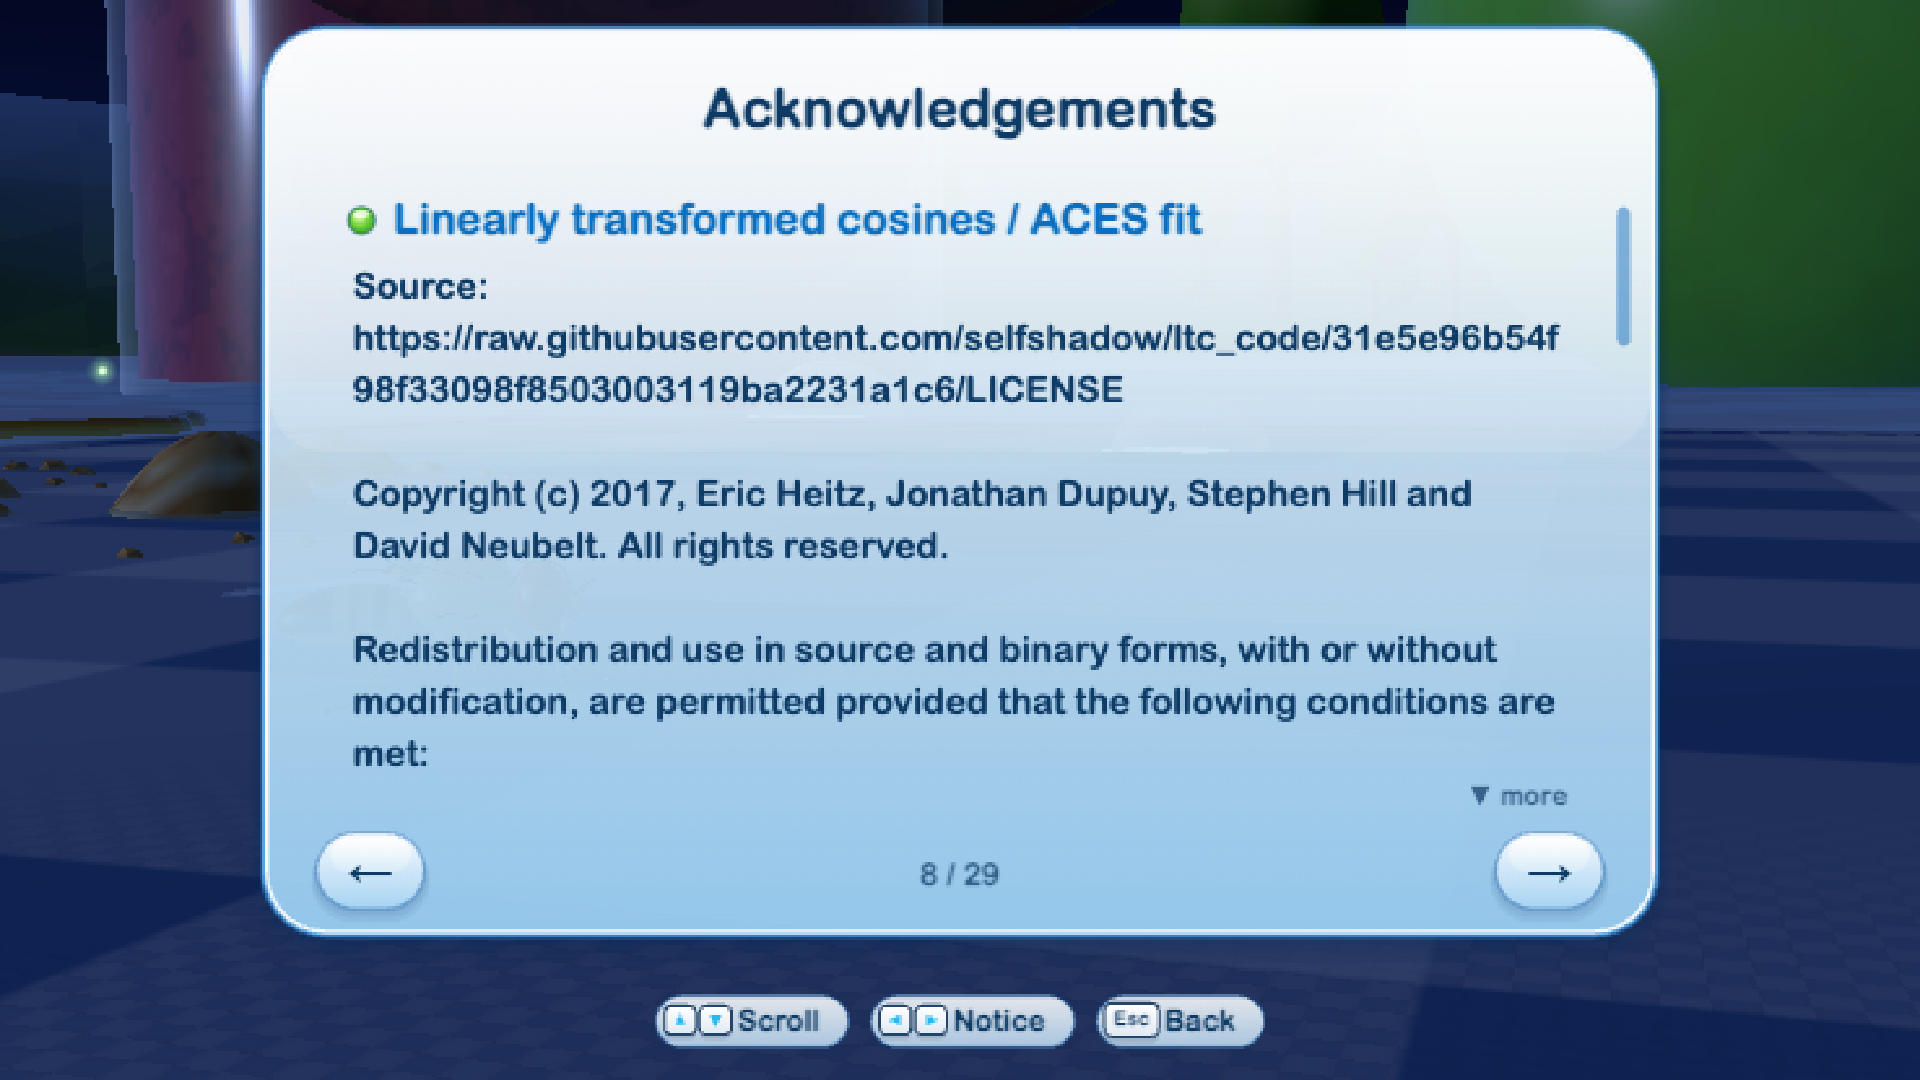 Acknowledgements
Linearly transformed cosines / ACES fit
Source:
https://raw.githubusercontent.com/selfshadow/ltc_code/31e5e96b54f
98f33098f8503003119ba2231a1c6/LICENSE
Copyright (c) 2017, Eric Heitz, Jonathan Dupuy, Stephen Hill and
David Neubelt. All rights reserved.
Redistribution and use in source and binary forms, with or without
modification, are permitted provided that the following conditions are
met:
▼ more
← 8 / 29 →
▲ ▼ Scroll ◀ ▶ Notice Esc Back